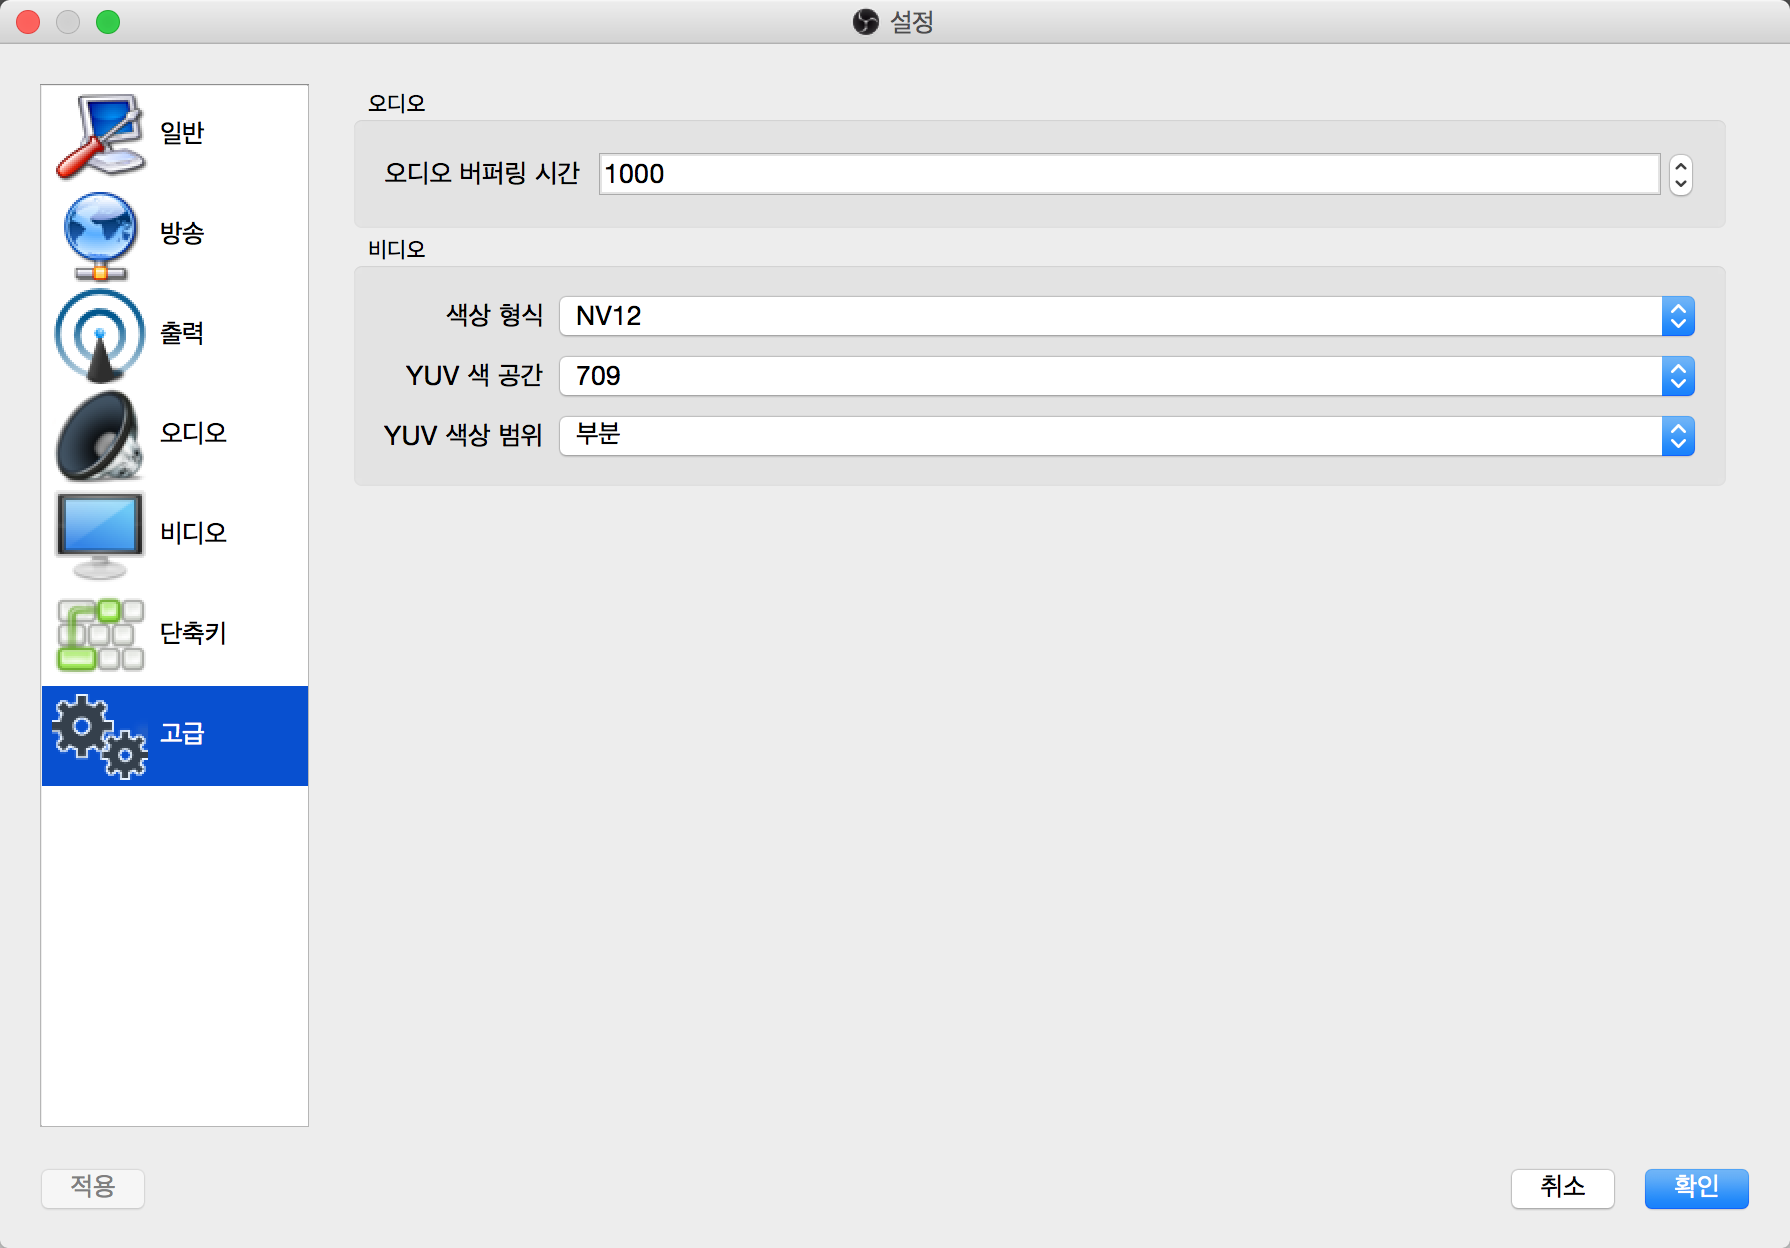 설정
일반
방송
출력
오디오
비디오
단축키
고급
오디오
오디오 버퍼링 시간 1000
비디오
색상 형식 NV12
YUV 색 공간 709
YUV 색상 범위 부분
적용
취소
확인